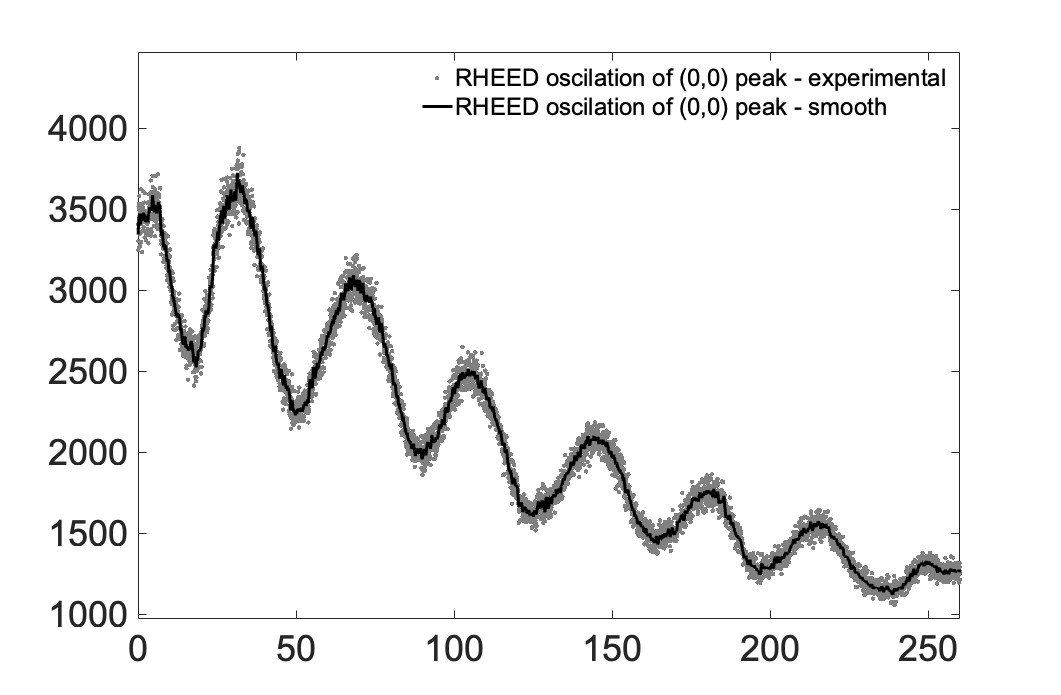 RHEED oscilation of (0,0) peak - experimental
RHEED oscilation of (0,0) peak - smooth
4000
3500
3000
2500
2000
1500
1000
0 50 100 150 200 250